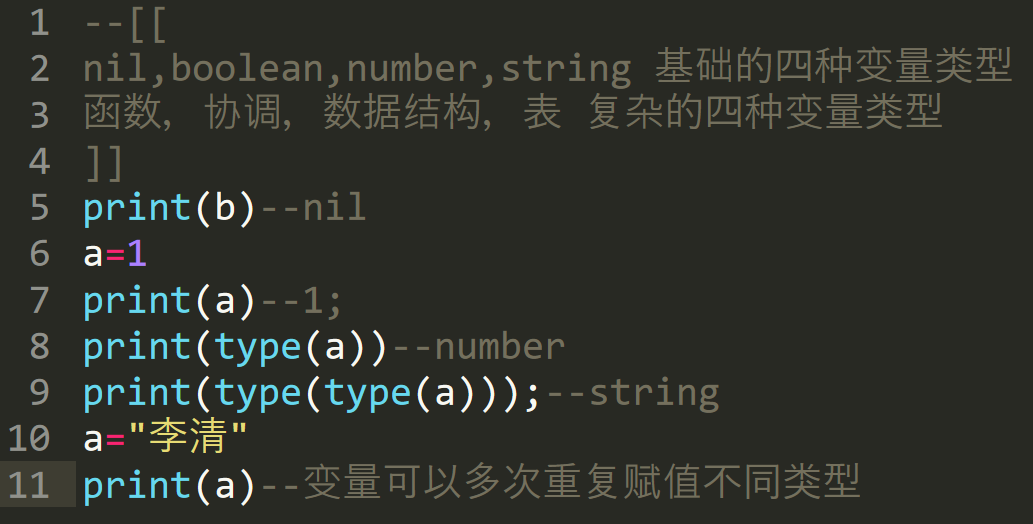 1 --[[
2 nil,boolean,number,string 基础的四种变量类型
3 函数，协调，数据结构，表 复杂的四种变量类型
4 ]]
5 print(b)--nil
6 a=1
7 print(a)--1;
8 print(type(a))--number
9 print(type(type(a)));--string
10 a="李清"
11 print(a)--变量可以多次重复赋值不同类型